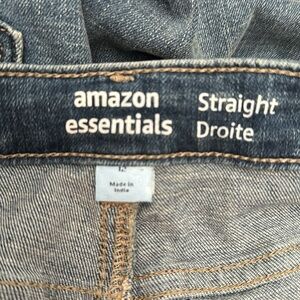 amazon
essentials
Straight
Droite
Made in
India